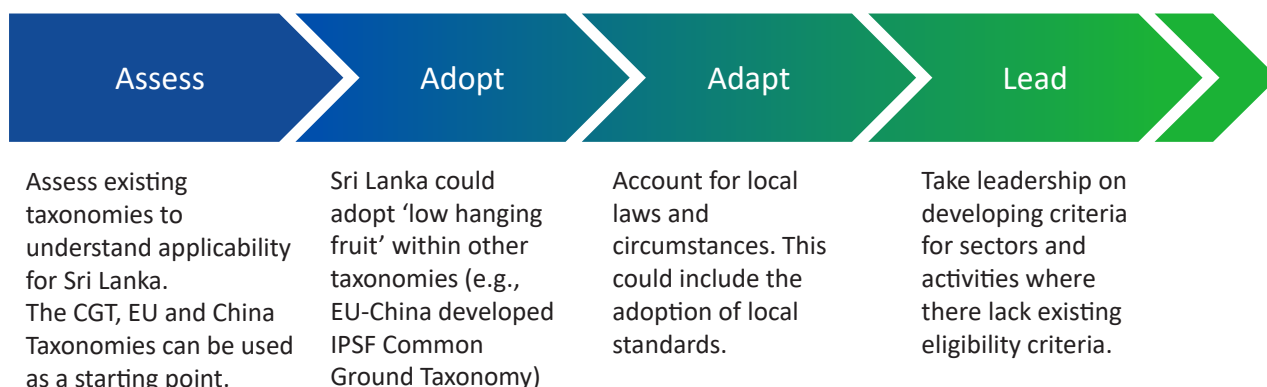 Assess
Adopt
Adapt
Lead
Assess existing
taxonomies to
understand applicability
for Sri Lanka.
The CGT, EU and China
Taxonomies can be used
as a starting point.
Sri Lanka could
adopt ‘low hanging
fruit’ within other
taxonomies (e.g.,
EU-China developed
IPSF Common
Ground Taxonomy)
Account for local
laws and
circumstances. This
could include the
adoption of local
standards.
Take leadership on
developing criteria
for sectors and
activities where
there lack existing
eligibility criteria.